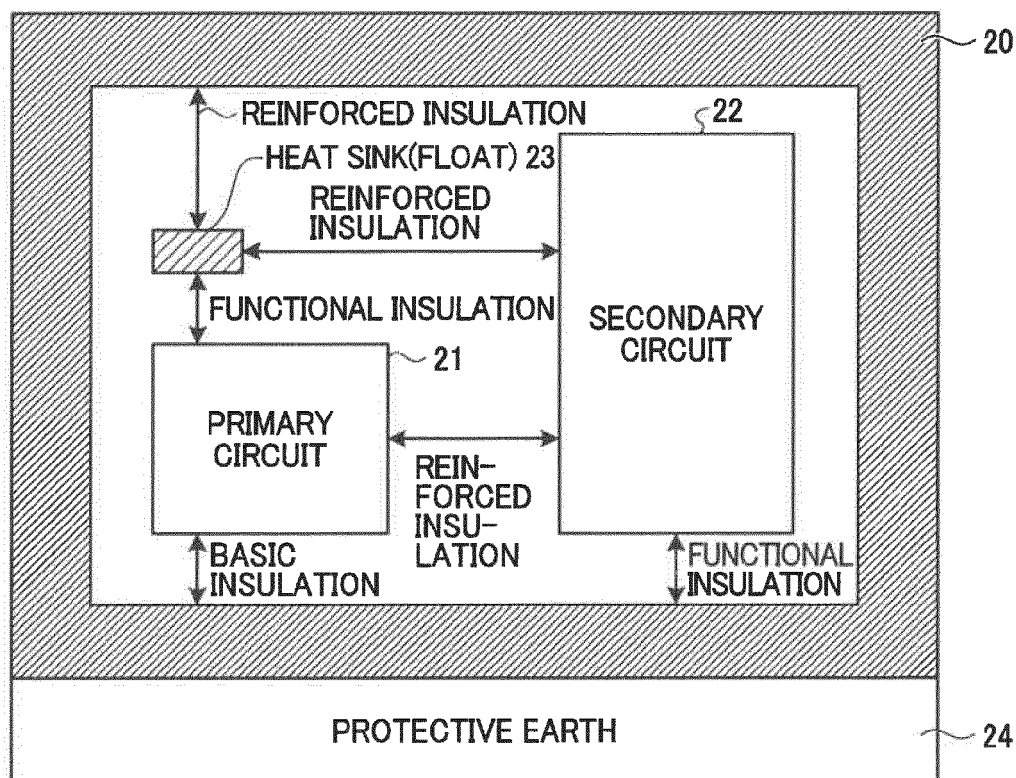 20
REINFORCED INSULATION
22
HEAT SINK(FLOAT) 23
REINFORCED
INSULATION
FUNCTIONAL INSULATION
SECONDARY
CIRCUIT
21
PRIMARY
CIRCUIT
REIN-
FORCED
INSU-
LATION
BASIC
INSULATION
FUNCTIONAL
INSULATION
PROTECTIVE EARTH
24